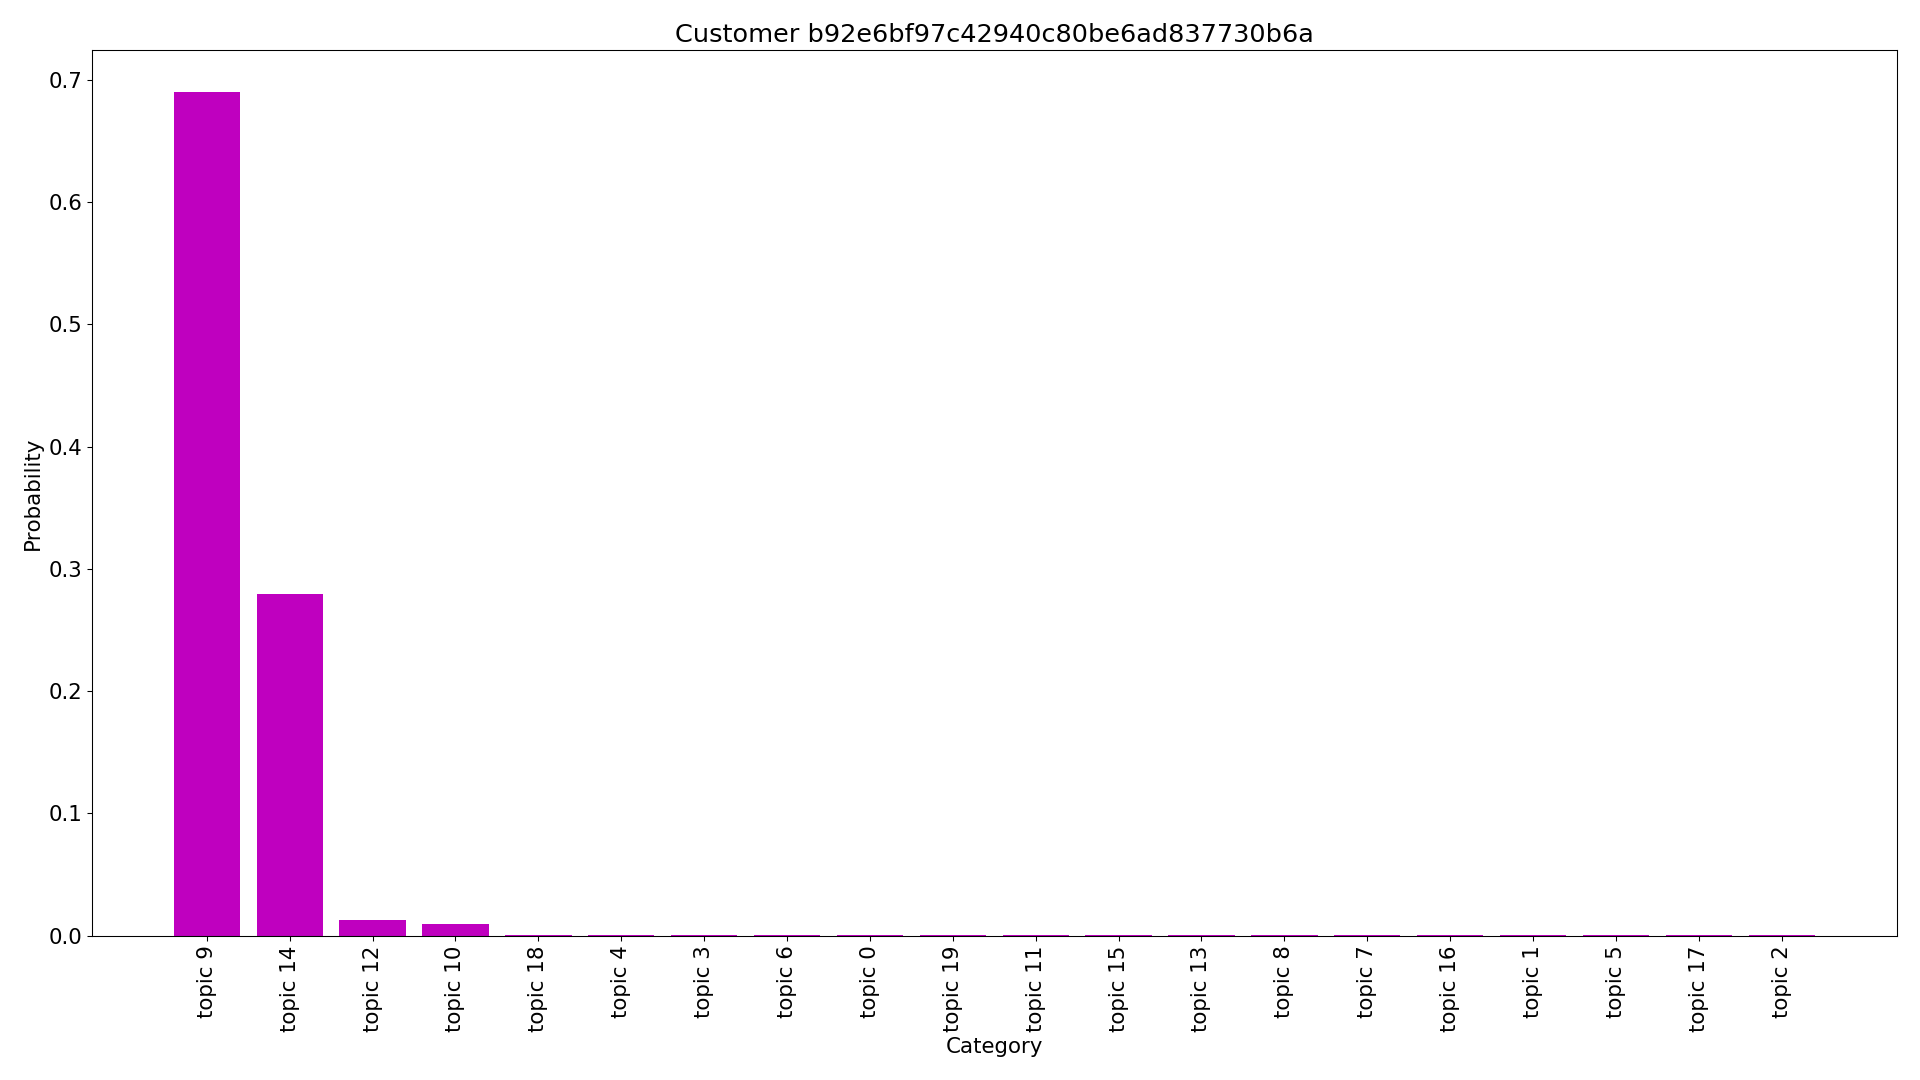 Customer b92e6bf97c42940c80be6ad837730b6a
Probability
0.7
0.6
0.5
0.4
0.3
0.2
0.1
0.0
topic 9
topic 14
topic 12
topic 10
topic 18
topic 4
topic 3
topic 6
topic 0
topic 19
topic 11
topic 15
topic 13
topic 8
topic 7
topic 16
topic 1
topic 5
topic 17
topic 2
Category